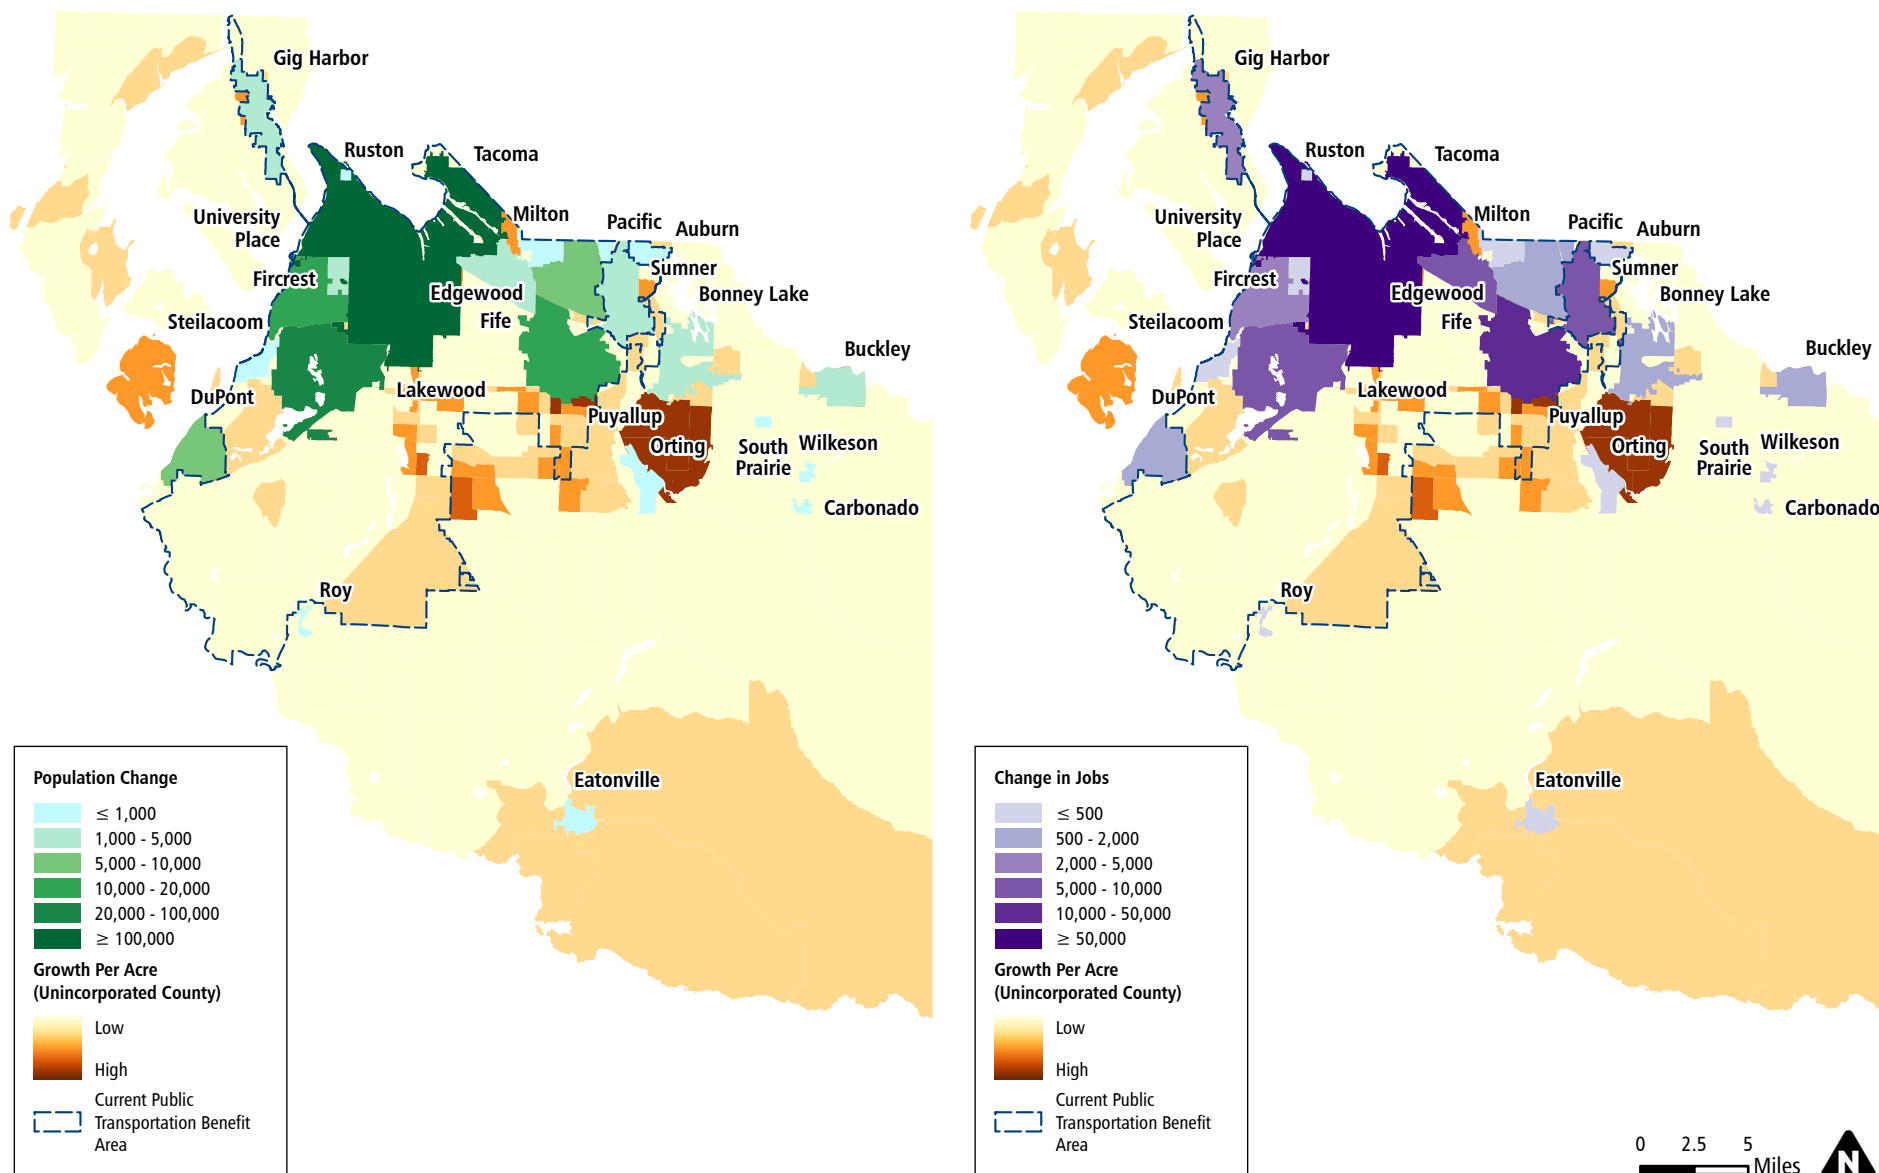 Gig Harbor
Ruston
Tacoma
University
Place
Milton
Pacific
Auburn
Fircrest
Edgewood
Sumner
Bonney Lake
Steilacoom
Fife
Buckley
DuPont
Lakewood
Puyallup
Orting
South
Prairie
Wilkeson
Carbonado
Roy
Eatonville
Population Change
≤ 1,000
1,000 - 5,000
5,000 - 10,000
10,000 - 20,000
20,000 - 100,000
≥ 100,000
Growth Per Acre
(Unincorporated County)
Low
High
Current Public
Transportation Benefit
Area
Gig Harbor
Ruston
Tacoma
University
Place
Milton
Pacific
Auburn
Fircrest
Edgewood
Sumner
Bonney Lake
Steilacoom
Fife
Buckley
DuPont
Lakewood
Puyallup
Orting
South
Prairie
Wilkeson
Carbonado
Roy
Eatonville
Change in Jobs
≤ 500
500 - 2,000
2,000 - 5,000
5,000 - 10,000
10,000 - 50,000
≥ 50,000
Growth Per Acre
(Unincorporated County)
Low
High
Current Public
Transportation Benefit
Area
0 2.5 5
Miles
N